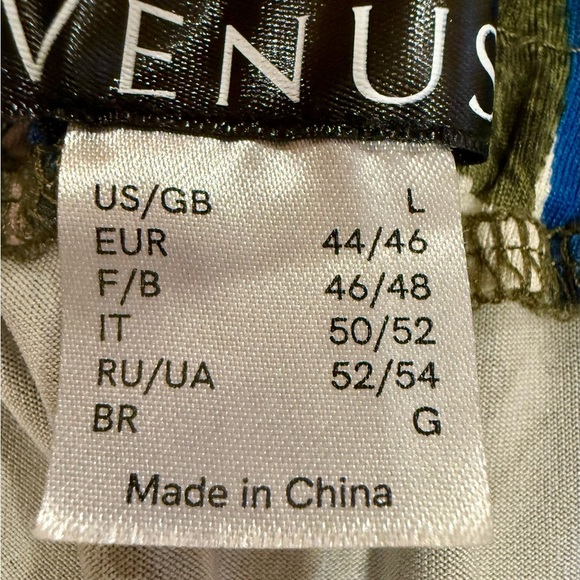 VENUS
US/GB L
EUR 44/46
F/B 46/48
IT 50/52
RU/UA 52/54
BR G
Made in China